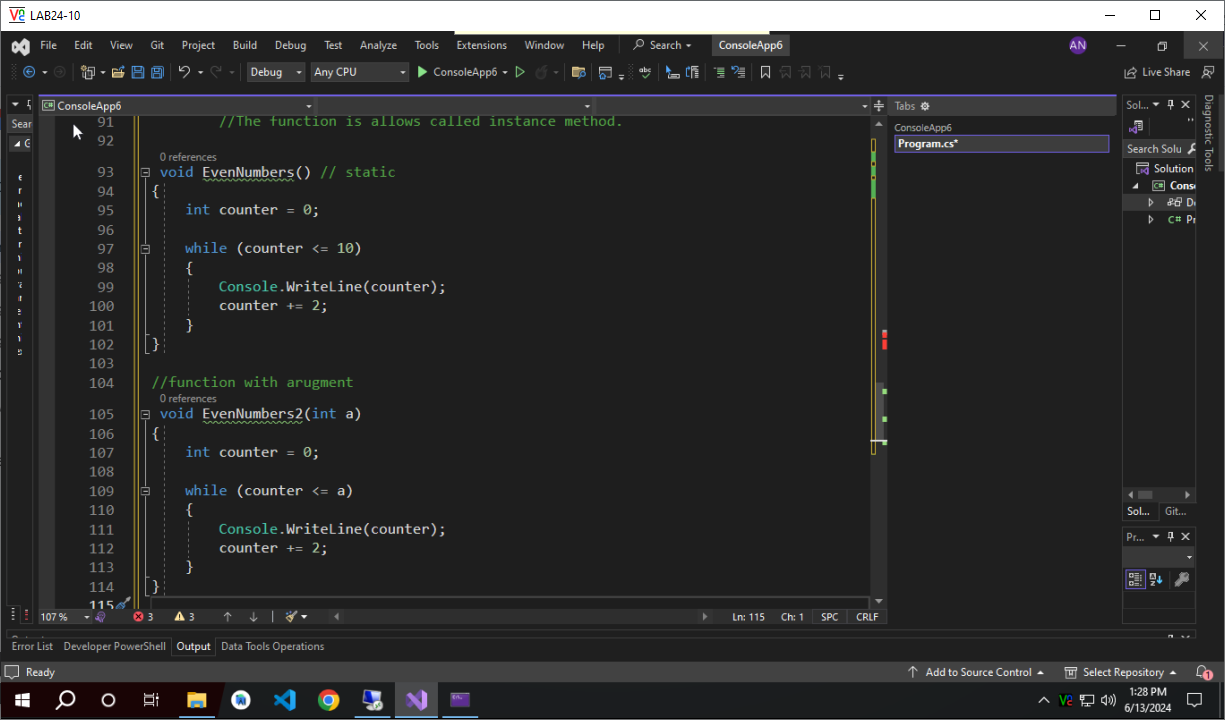 LAB24-10
File Edit View Git Project Build Debug Test Analyze Tools Extensions Window Help Search ConsoleApp6 AN
Debug Any CPU ConsoleApp6 Live Share
ConsoleApp6
Tabs
Sol...
Diagnostic Tools
Sear
ConsoleApp6
Program.cs*
Search Solu
Solution
Conso
De
C# Pr
91 //The function is allows called instance method.
92
0 references
93 void EvenNumbers() // static
94 {
95 int counter = 0;
96
97 while (counter <= 10)
98 {
99 Console.WriteLine(counter);
100 counter += 2;
101 }
102 }
103
104 //function with arugment
0 references
105 void EvenNumbers2(int a)
106 {
107 int counter = 0;
108
109 while (counter <= a)
110 {
111 Console.WriteLine(counter);
112 counter += 2;
113 }
114 }
115
Sol... Git...
Pr...
107 % 3 3 Ln: 115 Ch: 1 SPC CRLF
Error List Developer PowerShell Output Data Tools Operations
Ready Add to Source Control Select Repository 1
1:28 PM
6/13/2024